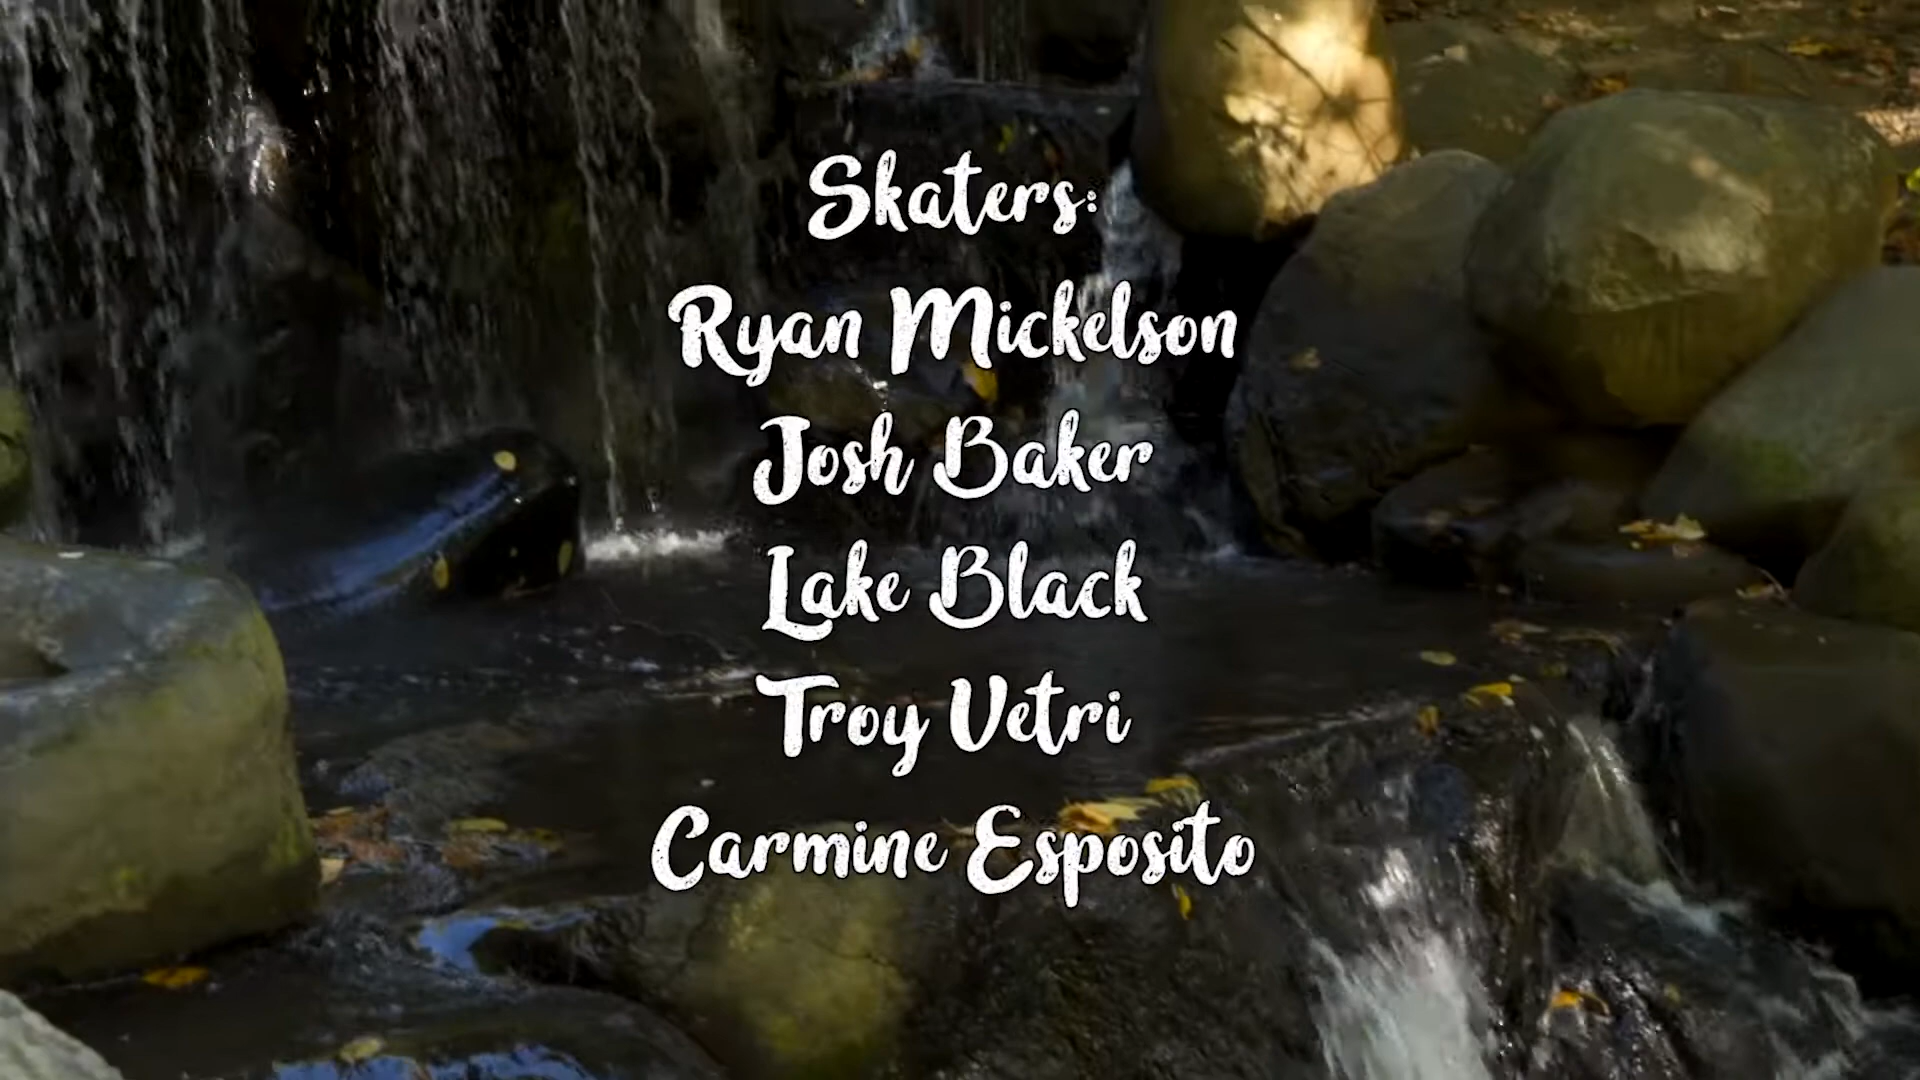 Skaters:
Ryan Mickelson
Josh Baker
Lake Black
Troy Vetri
Carmine Esposito